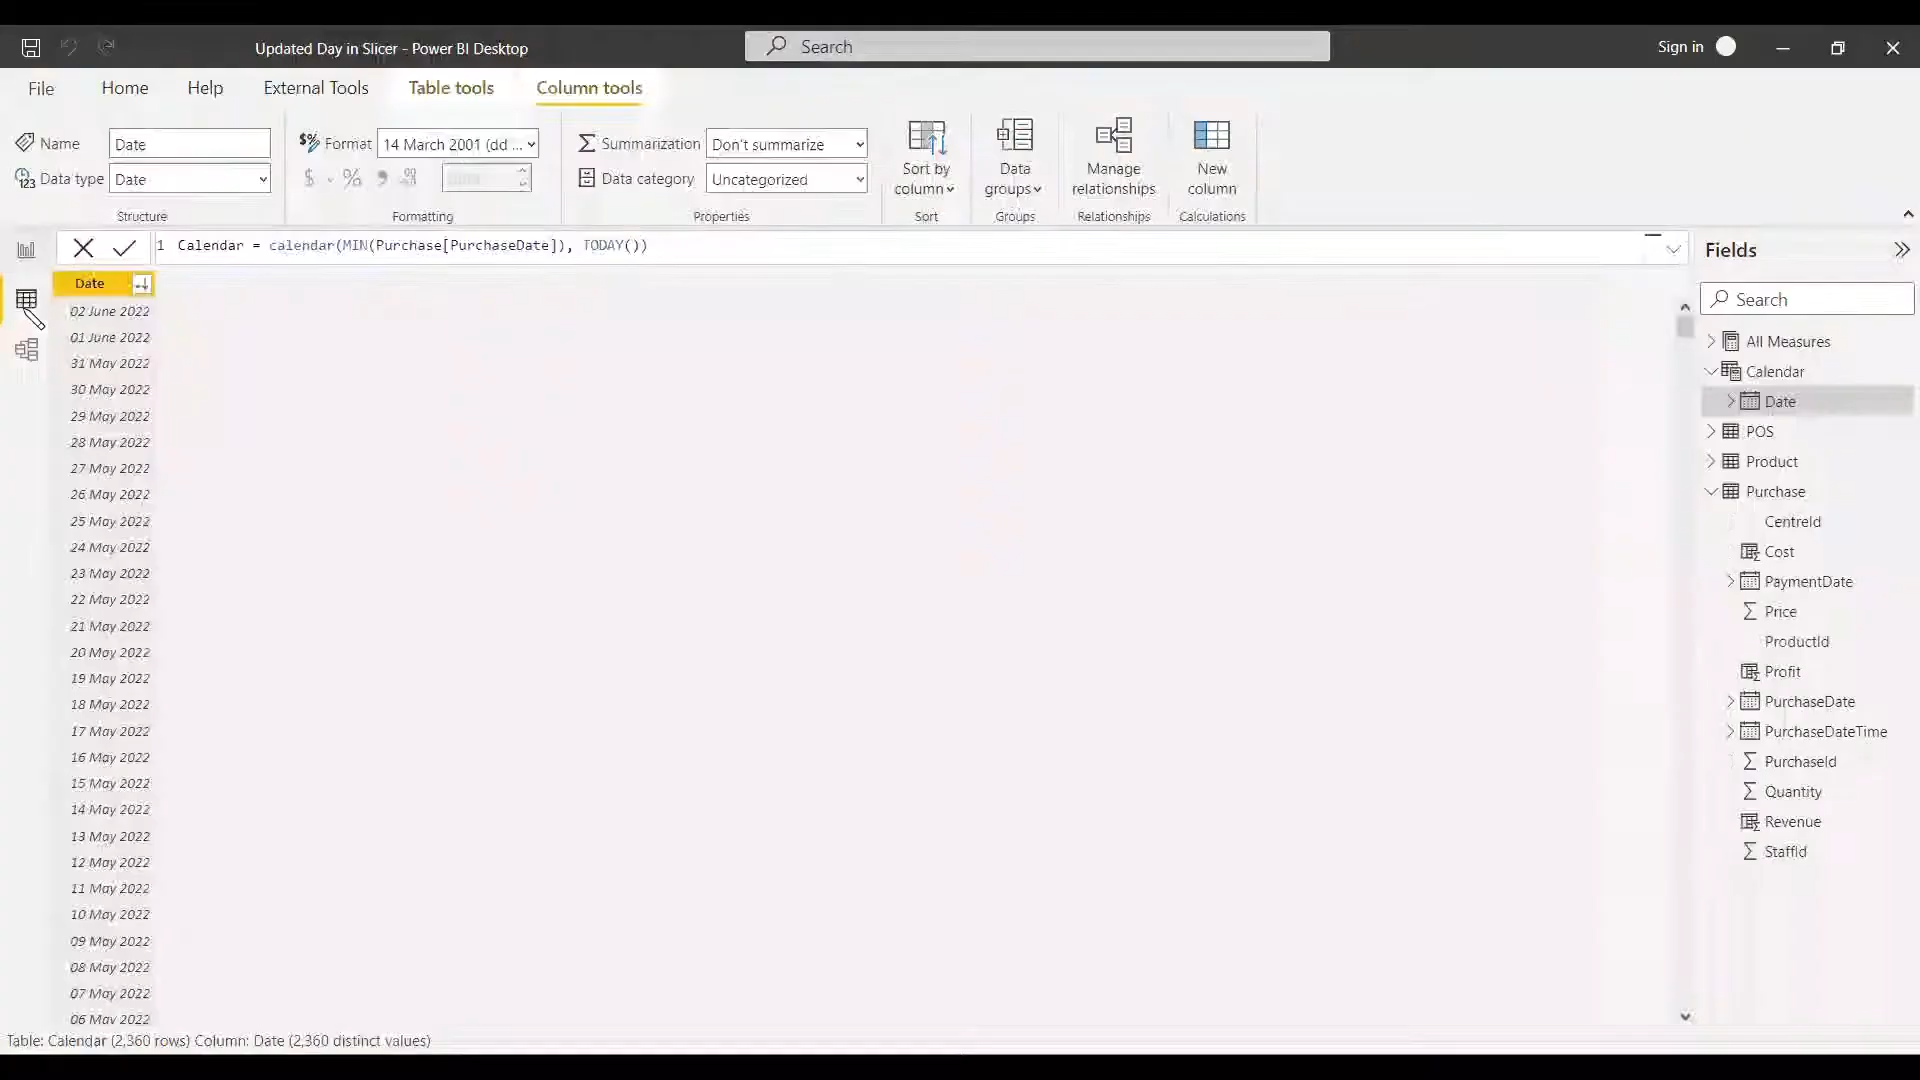 Updated Day in Slicer - Power BI Desktop
Search
Sign in
File
Home
Help
External Tools
Table tools
Column tools
Name
Date
Data type
Date
Structure
$% Format
14 March 2001 (dd ...
$ % 9
Formatting
Σ Summarization
Don't summarize
Data category
Uncategorized
Properties
Sort by
column
Sort
Data
groups
Groups
Manage
relationships
Relationships
New
column
Calculations
1 Calendar = calendar(MIN(Purchase[PurchaseDate]), TODAY())
Date
02 June 2022
01 June 2022
31 May 2022
30 May 2022
29 May 2022
28 May 2022
27 May 2022
26 May 2022
25 May 2022
24 May 2022
23 May 2022
22 May 2022
21 May 2022
20 May 2022
19 May 2022
18 May 2022
17 May 2022
16 May 2022
15 May 2022
14 May 2022
13 May 2022
12 May 2022
11 May 2022
10 May 2022
09 May 2022
08 May 2022
07 May 2022
06 May 2022
Table: Calendar (2,360 rows) Column: Date (2,360 distinct values)
Fields
Search
All Measures
Calendar
Date
POS
Product
Purchase
CentreId
Cost
PaymentDate
Price
ProductId
Profit
PurchaseDate
PurchaseDateTime
PurchaseId
Quantity
Revenue
StaffId